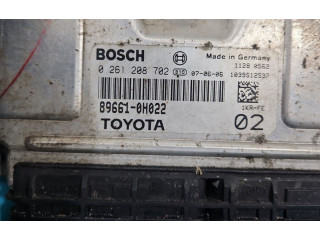 BOSCH Made in Germany
0 261 208 702 07-06-06 1039S12537
89661-0H022 1KR-FE
TOYOTA 02